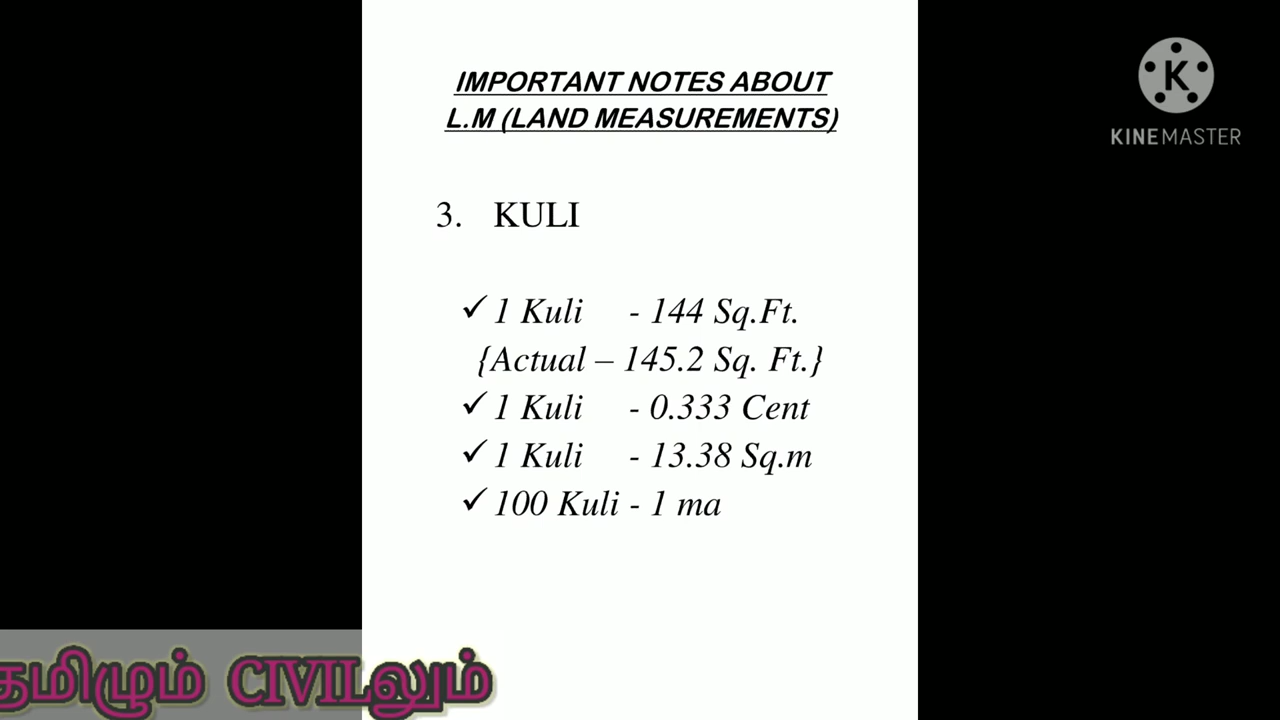 IMPORTANT NOTES ABOUT
L.M (LAND MEASUREMENTS)
K
KINEMASTER
3. KULI
✓ 1 Kuli - 144 Sq.Ft.
{Actual – 145.2 Sq. Ft.}
✓ 1 Kuli - 0.333 Cent
✓ 1 Kuli - 13.38 Sq.m
✓ 100 Kuli - 1 ma
தமிழும் CIVILலும்